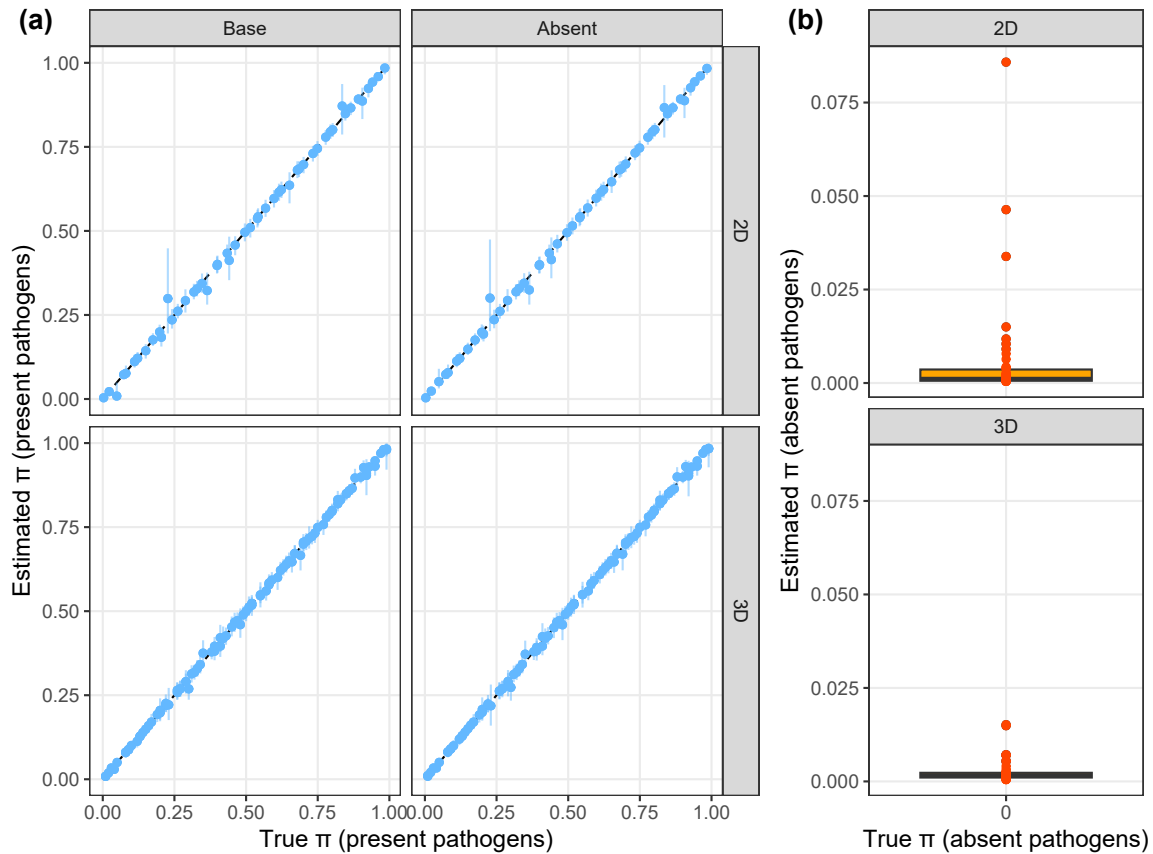 (a)
Base
Absent
Estimated π (present pathogens)
1.00
0.75
0.50
0.25
0.00
2D
1.00
0.75
0.50
0.25
0.00
3D
0.00 0.25 0.50 0.75 1.00
0.00 0.25 0.50 0.75 1.00
True π (present pathogens)
(b)
2D
Estimated π (absent pathogens)
0.075
0.050
0.025
0.000
3D
0.075
0.050
0.025
0.000
0
True π (absent pathogens)